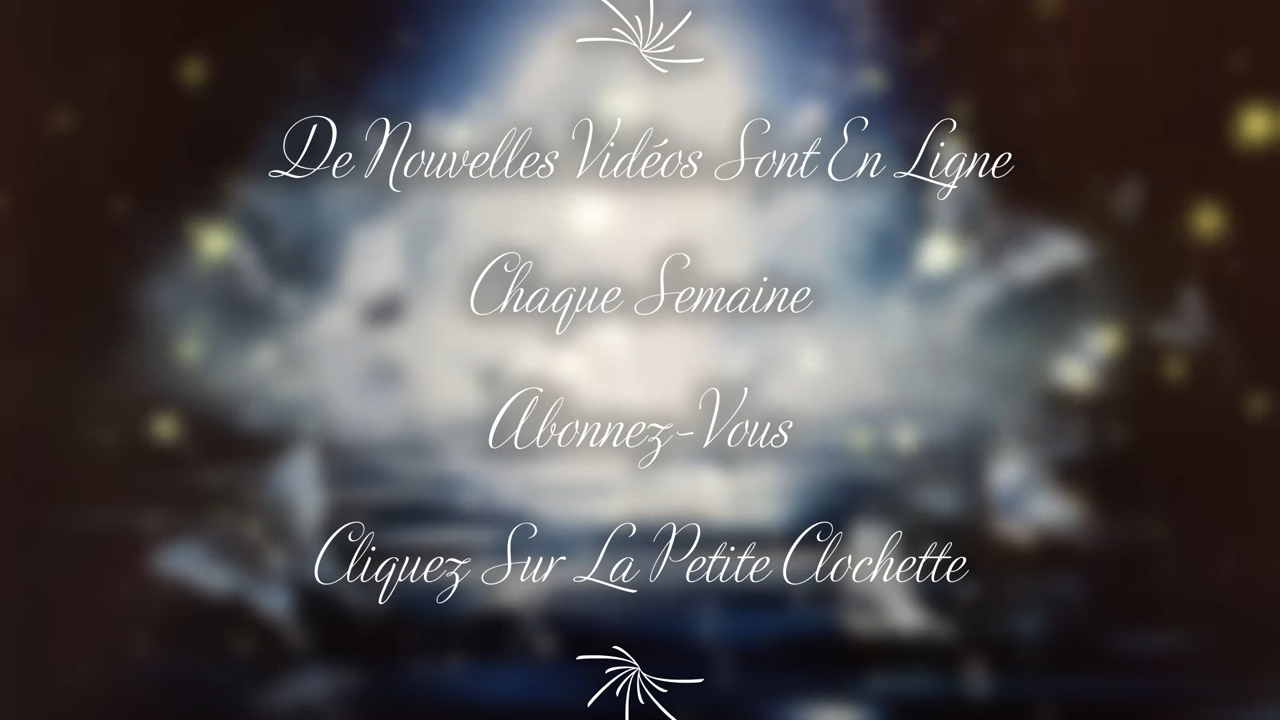 De Nouvelles Vidéos Sont En Ligne
Chaque Semaine
Abonnez-Vous
Cliquez Sur La Petite Clochette